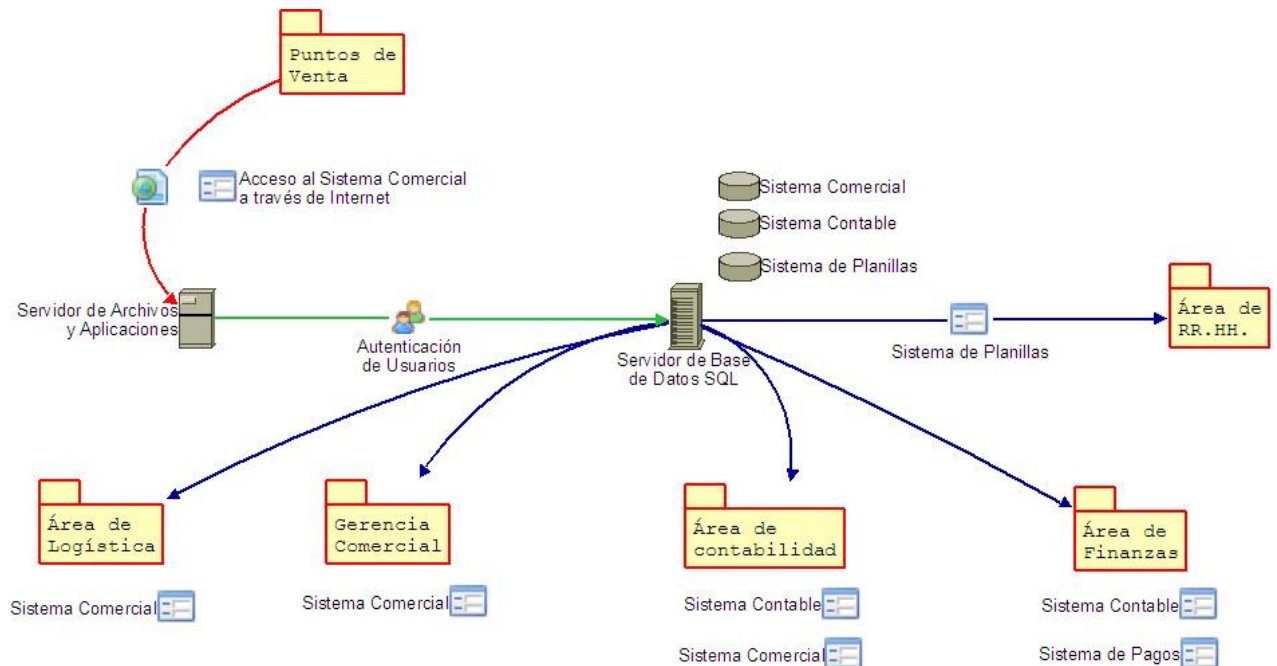 Puntos de
Venta
Acceso al Sistema Comercial
a través de Internet
Sistema Comercial
Sistema Contable
Sistema de Planillas
Servidor de Archivos
y Aplicaciones
Autenticación
de Usuarios
Servidor de Base
de Datos SQL
Sistema de Planillas
Área de
RR.HH.
Área de
Logística
Gerencia
Comercial
Área de
contabilidad
Área de
Finanzas
Sistema Comercial
Sistema Comercial
Sistema Contable
Sistema Contable
Sistema Comercial
Sistema de Pagos